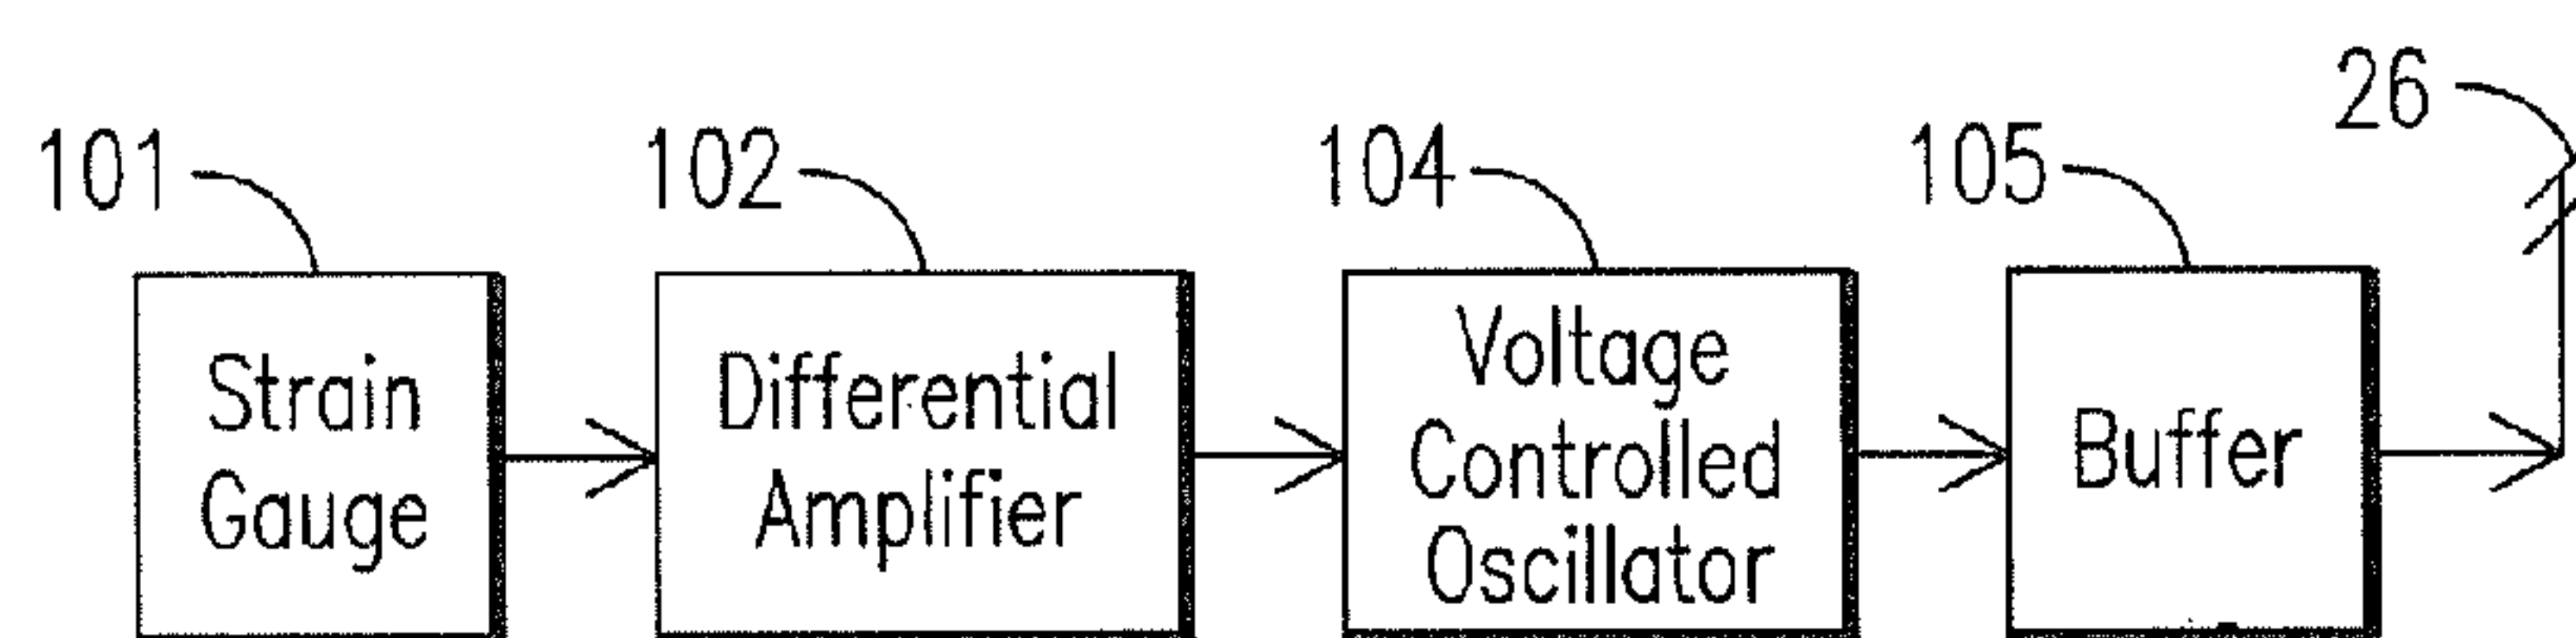 26
101
102
104
105
Strain
Gauge
Differential
Amplifier
Voltage
Controlled
Oscillator
Buffer